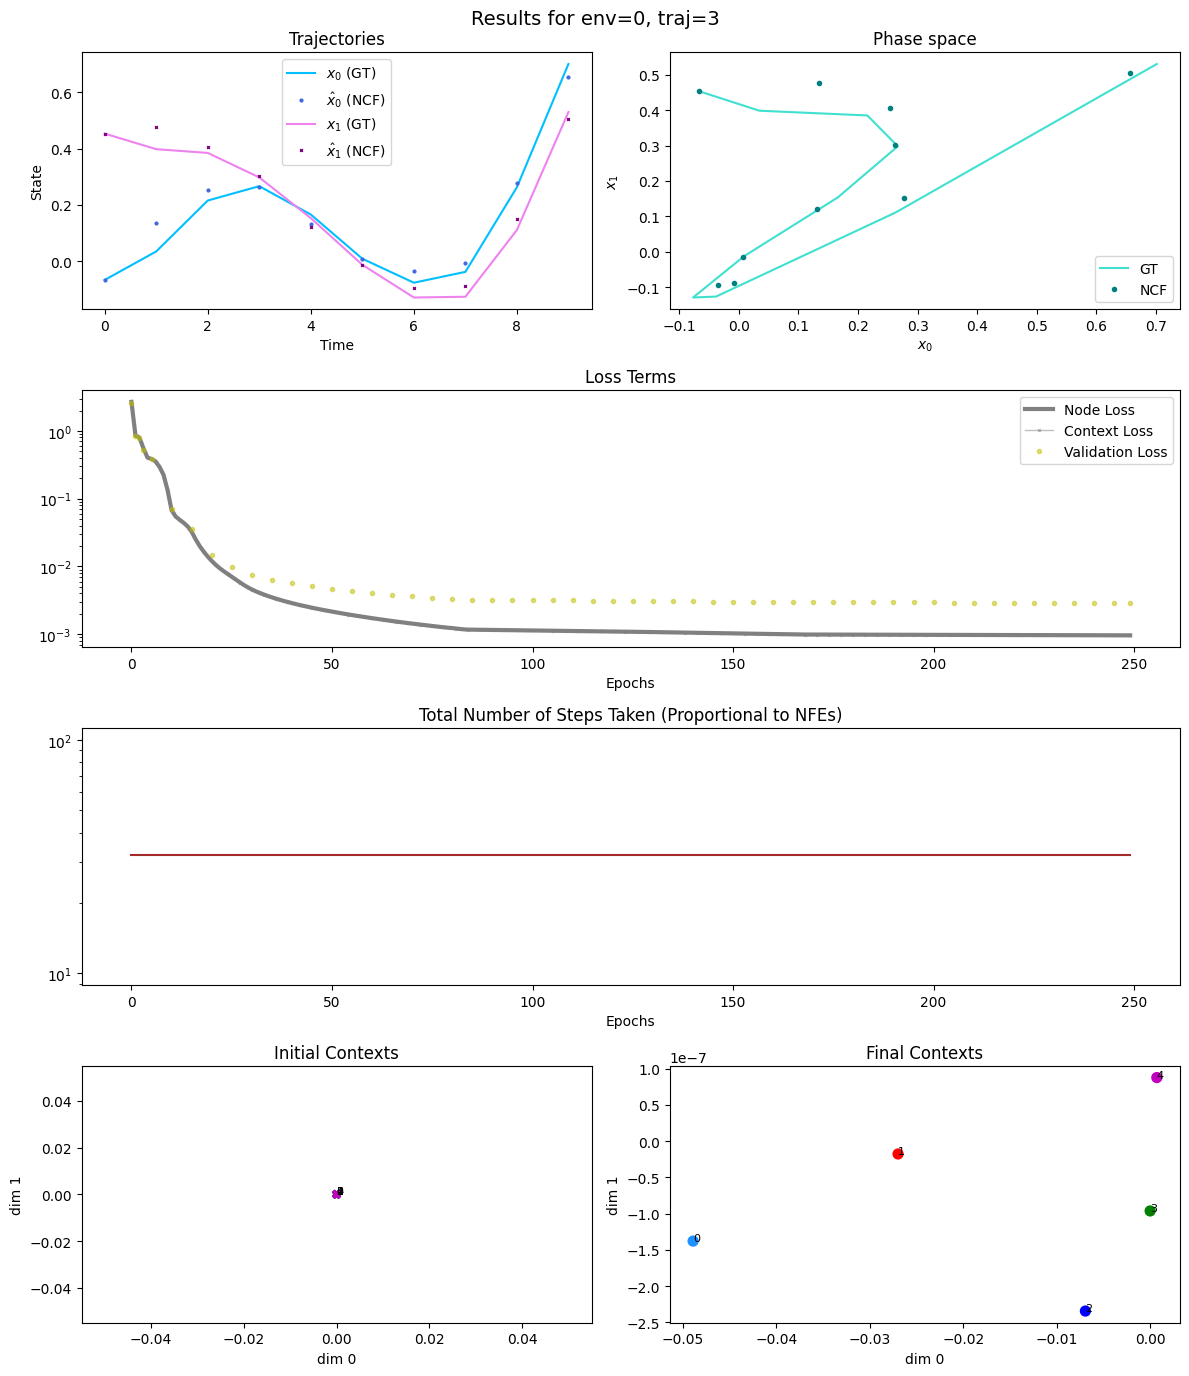 Results for env=0, traj=3
Trajectories
x₀ (GT)
x̂₀ (NCF)
x₁ (GT)
x̂₁ (NCF)
State
0.6
0.4
0.2
0.0
0 2 4 6 8
Time
Phase space
x₁
0.5
0.4
0.3
0.2
0.1
0.0
−0.1
GT
NCF
−0.1 0.0 0.1 0.2 0.3 0.4 0.5 0.6 0.7
x₀
Loss Terms
Node Loss
Context Loss
Validation Loss
10⁰
10⁻¹
10⁻²
10⁻³
0 50 100 150 200 250
Epochs
Total Number of Steps Taken (Proportional to NFEs)
10²
10¹
0 50 100 150 200 250
Epochs
Initial Contexts
dim 1
0.04
0.02
0.00
−0.02
−0.04
−0.04 −0.02 0.00 0.02 0.04
dim 0
Final Contexts
1e−7
dim 1
1.0
0.5
0.0
−0.5
−1.0
−1.5
−2.0
−2.5
4
1
3
0
2
−0.05 −0.04 −0.03 −0.02 −0.01 0.00
dim 0